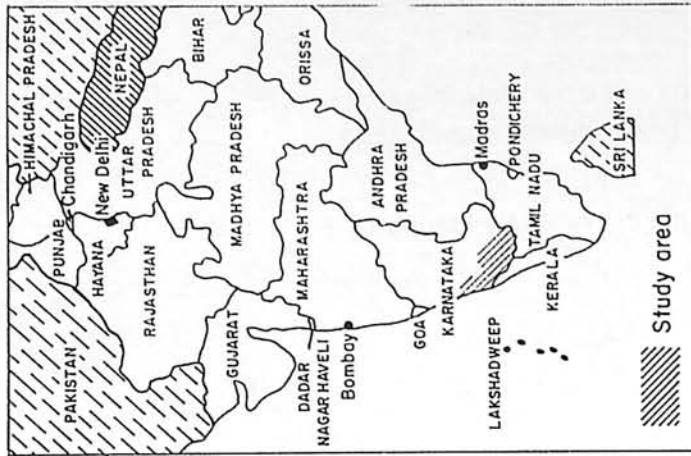 HIMACHAL PRADESH
PUNJAB
Chandigarh
HAYANA
New Delhi
NEPAL
PAKISTAN
UTTAR
PRADESH
BIHAR
RAJASTHAN
GUJARAT
MADHYA PRADESH
ORISSA
DADAR
NAGAR HAVELI
MAHARASHTRA
Bombay
ANDHRA
PRADESH
GOA
KARNATAKA
Madras
PONDICHERY
TAMIL NADU
KERALA
LAKSHADWEEP
SRI LANKA
Study area